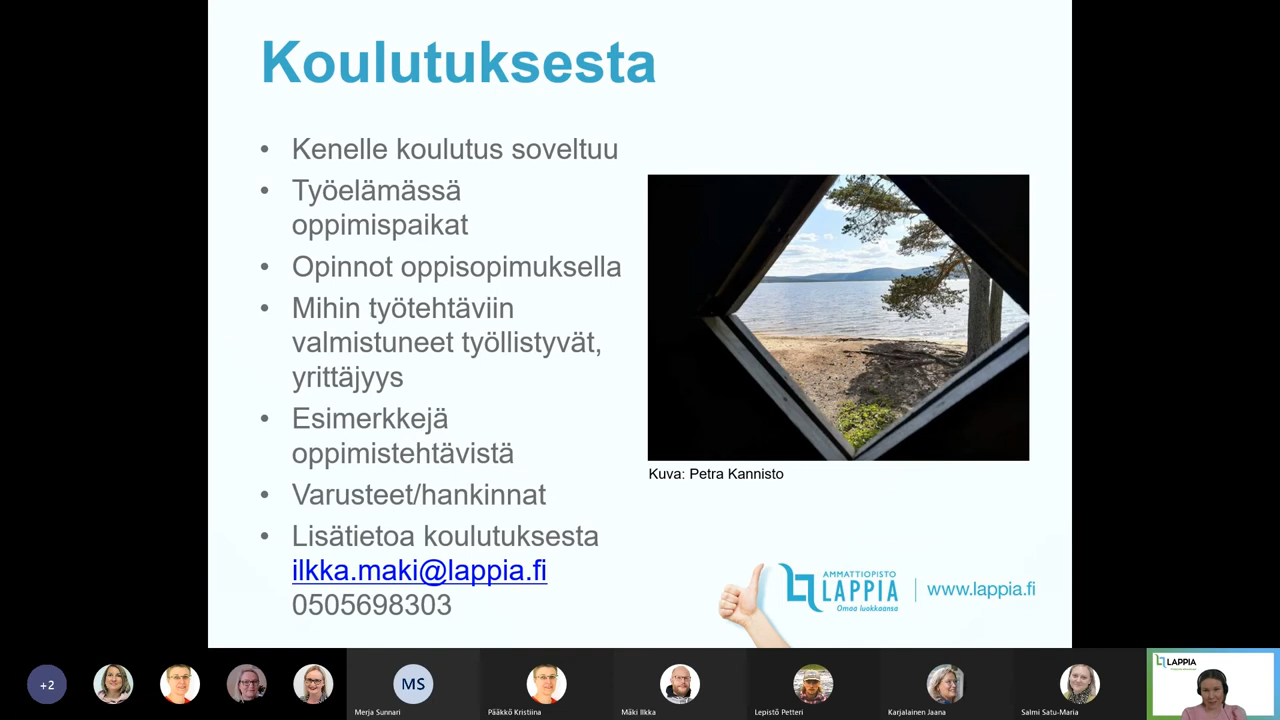 Koulutuksesta
• Kenelle koulutus soveltuu
• Työelämässä
oppimispaikat
• Opinnot oppisopimuksella
• Mihin työtehtäviin
valmistuneet työllistyvät,
yrittäjyys
• Esimerkkejä
oppimistehtävistä
• Varusteet/hankinnat
• Lisätietoa koulutuksesta
ilkka.maki@lappia.fi
0505698303
Kuva: Petra Kannisto
AMMATTIOPISTO
LAPPIA
Omaa luokkaansa
www.lappia.fi
+2
MS
Merja Sunnari
Pääkkö Kristiina
Mäki Ilkka
Lepistö Petteri
Karjalainen Jaana
Salmi Satu-Maria
LAPPIA